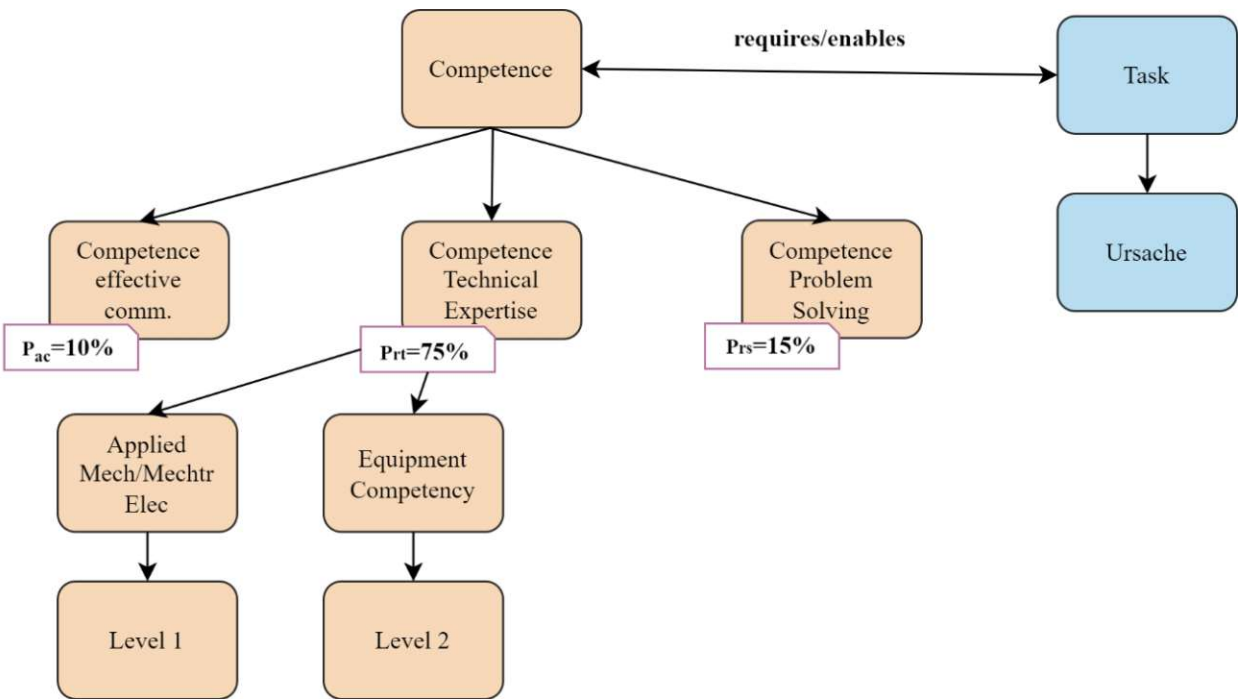 requires/enables
Competence
Task
Competence
effective
comm.
Competence
Technical
Expertise
Competence
Problem
Solving
Ursache
Pac=10%
Prt=75%
Prs=15%
Applied
Mech/Mechtr
Elec
Equipment
Competency
Level 1
Level 2